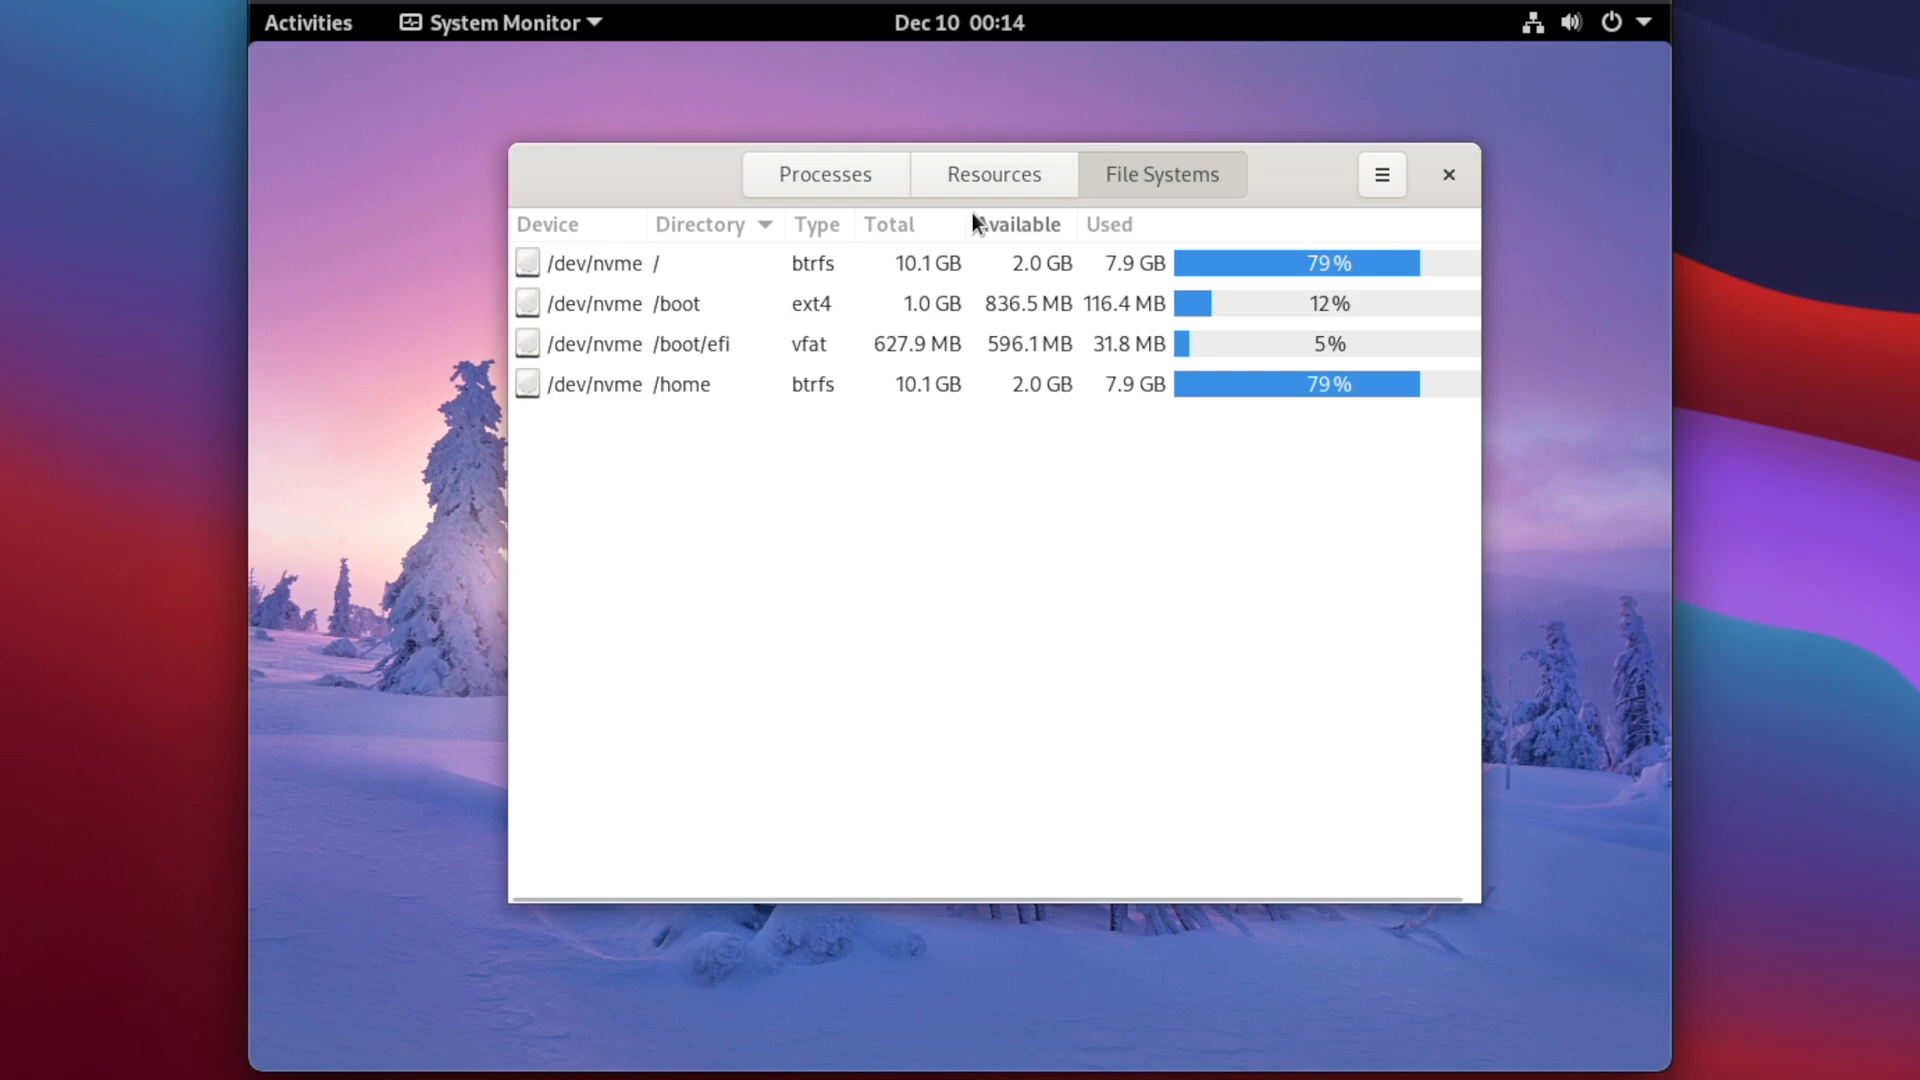 Activities System Monitor Dec 10 00:14
Processes Resources File Systems
Device Directory Type Total Available Used
/dev/nvme / btrfs 10.1 GB 2.0 GB 7.9 GB 79%
/dev/nvme /boot ext4 1.0 GB 836.5 MB 116.4 MB 12%
/dev/nvme /boot/efi vfat 627.9 MB 596.1 MB 31.8 MB 5%
/dev/nvme /home btrfs 10.1 GB 2.0 GB 7.9 GB 79%